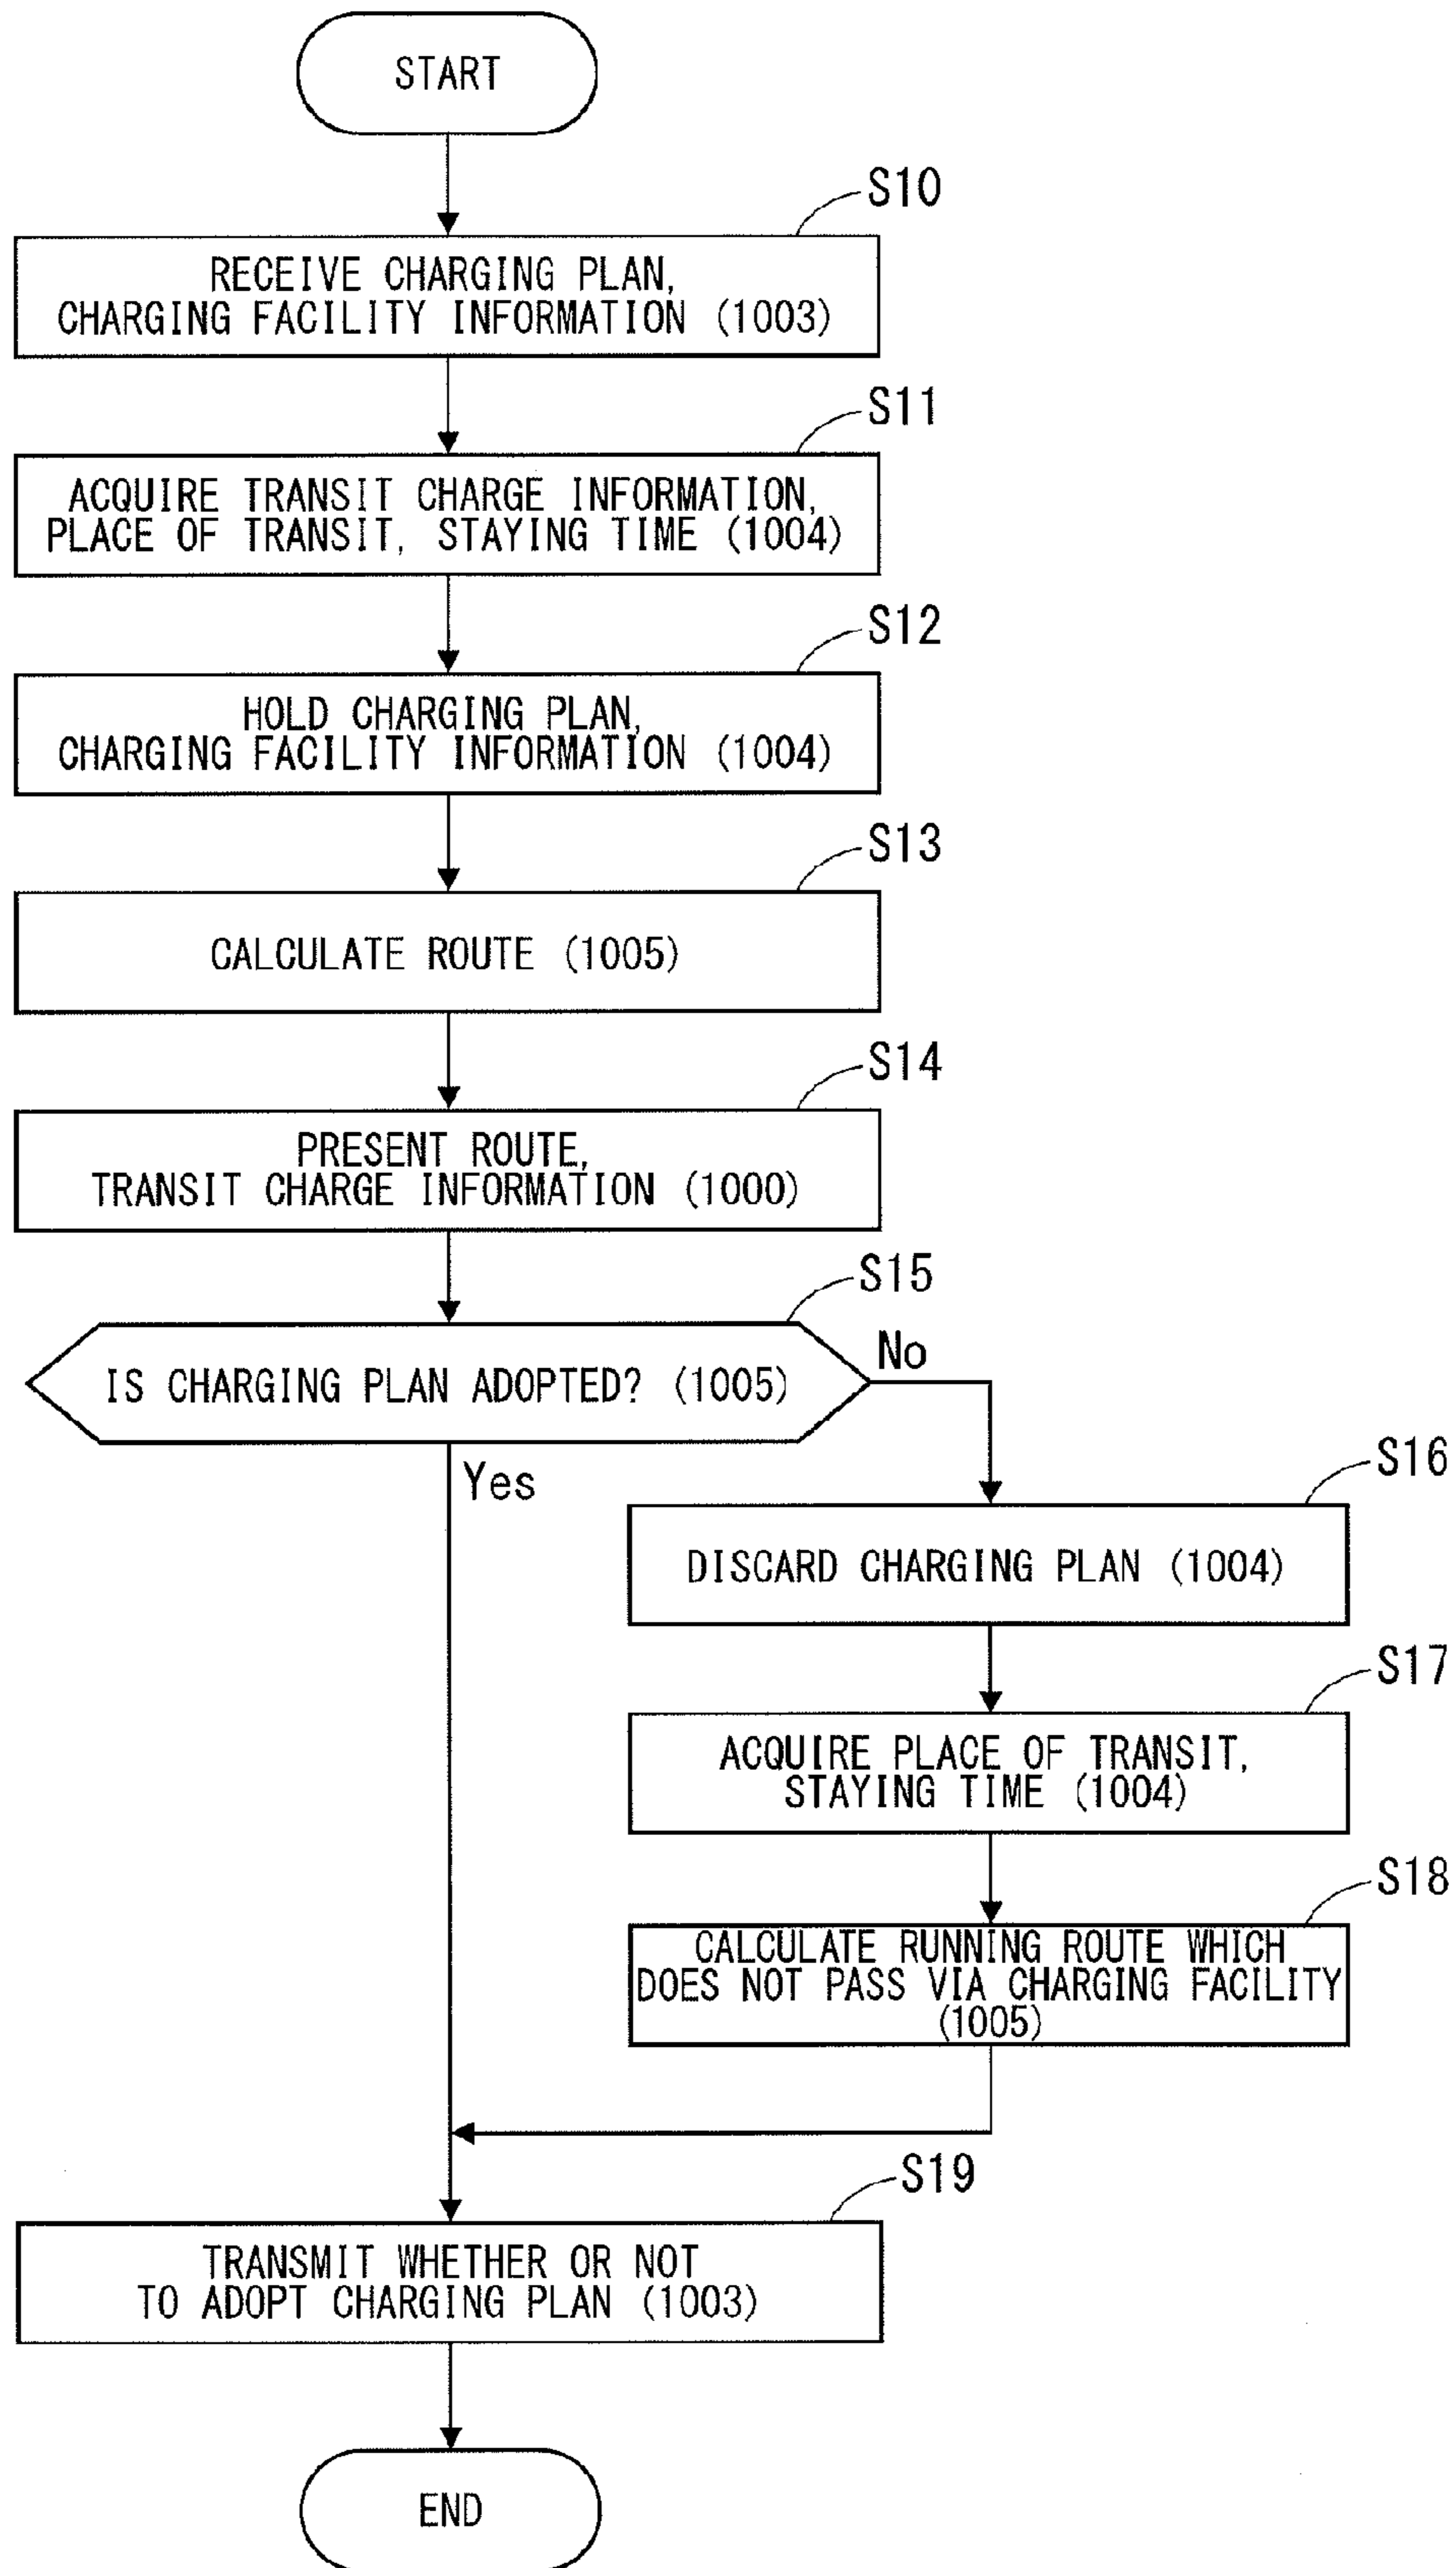 START
S10
RECEIVE CHARGING PLAN,
CHARGING FACILITY INFORMATION (1003)
S11
ACQUIRE TRANSIT CHARGE INFORMATION,
PLACE OF TRANSIT, STAYING TIME (1004)
S12
HOLD CHARGING PLAN,
CHARGING FACILITY INFORMATION (1004)
S13
CALCULATE ROUTE (1005)
S14
PRESENT ROUTE,
TRANSIT CHARGE INFORMATION (1000)
S15
IS CHARGING PLAN ADOPTED? (1005)
No
Yes
S16
DISCARD CHARGING PLAN (1004)
S17
ACQUIRE PLACE OF TRANSIT,
STAYING TIME (1004)
S18
CALCULATE RUNNING ROUTE WHICH
DOES NOT PASS VIA CHARGING FACILITY
(1005)
S19
TRANSMIT WHETHER OR NOT
TO ADOPT CHARGING PLAN (1003)
END